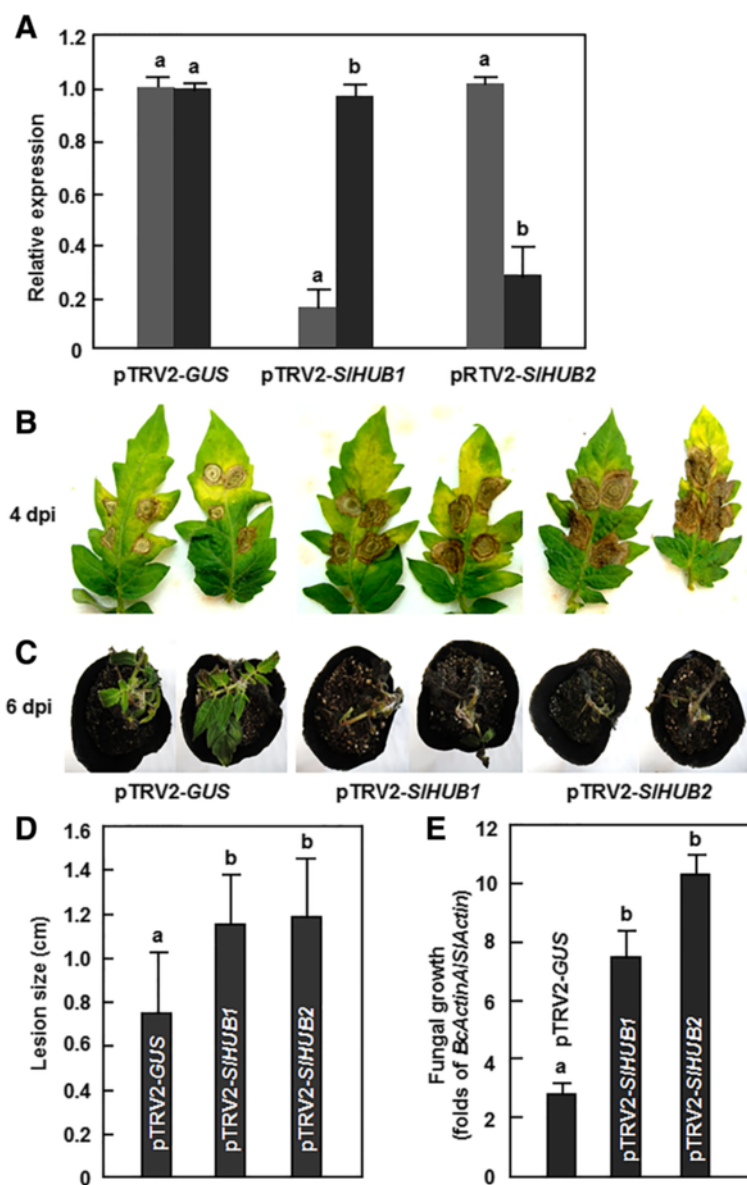 A
Relative expression
1.2
1.0
0.8
0.6
0.4
0.2
0
a a
a b
a b
pTRV2-GUS pTRV2-SlHUB1 pRTV2-SlHUB2
B
4 dpi
C
6 dpi
pTRV2-GUS pTRV2-SlHUB1 pTRV2-SlHUB2
D
Lesion size (cm)
1.6
1.4
1.2
1.0
0.8
0.6
0.4
0.2
0
a
b
b
pTRV2-GUS
pTRV2-SlHUB1
pTRV2-SlHUB2
E
Fungal growth
(folds of BcActinA/SlActin)
12
10
8
6
4
2
0
a
b
b
pTRV2-GUS
pTRV2-SlHUB1
pTRV2-SlHUB2